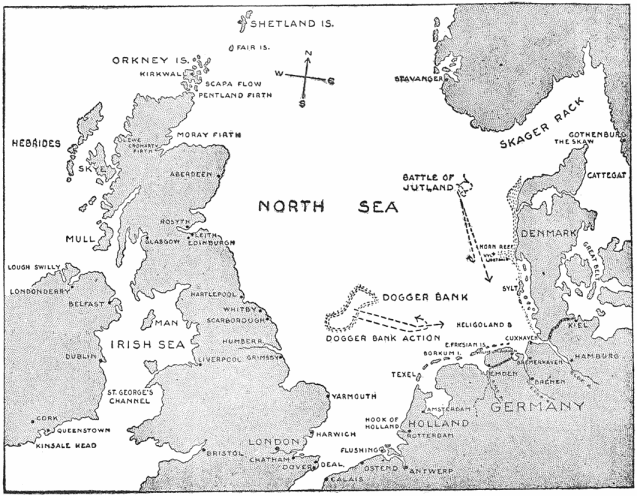 SHETLAND IS.
FAIR IS.
ORKNEY IS.
KIRKWALL
SCAPA FLOW
PENTLAND FIRTH
N
W
S
STAVANGER
SKAGER RACK
GOTHENBURG
THE SKAW
CATTEGAT
HEBRIDES
CROMARTY
FIRTH
MORAY FIRTH
SKYE
ABERDEEN
BATTLE OF
JUTLAND
NORTH SEA
ROSYTH
LEITH
EDINBURGH
GLASGOW
MULL
DENMARK
HORN REEF
GREAT BELT
SYLT
LOUGH SWILLY
LONDONDERRY
BELFAST
HARTLEPOOL
WHITBY
SCARBOROUGH
MAN
IRISH SEA
HUMBER R.
GRIMSBY
DUBLIN
LIVERPOOL
DOGGER BANK
DOGGER BANK ACTION
HELIGOLAND B
KIEL
CUXHAVEN
E.FRISIAN IS.
BORKUM I.
BREMERHAVEN
HAMBURG
TEXEL
EMDEN
BREMEN
GERMANY
ST. GEORGE'S
CHANNEL
YARMOUTH
AMSTERDAM
HOLLAND
HOOK OF
HOLLAND
ROTTERDAM
CORK
QUEENSTOWN
KINSALE HEAD
HARWICH
LONDON
BRISTOL
CHATHAM
DOVER
DEAL
FLUSHING
OSTEND
ANTWERP
CALAIS